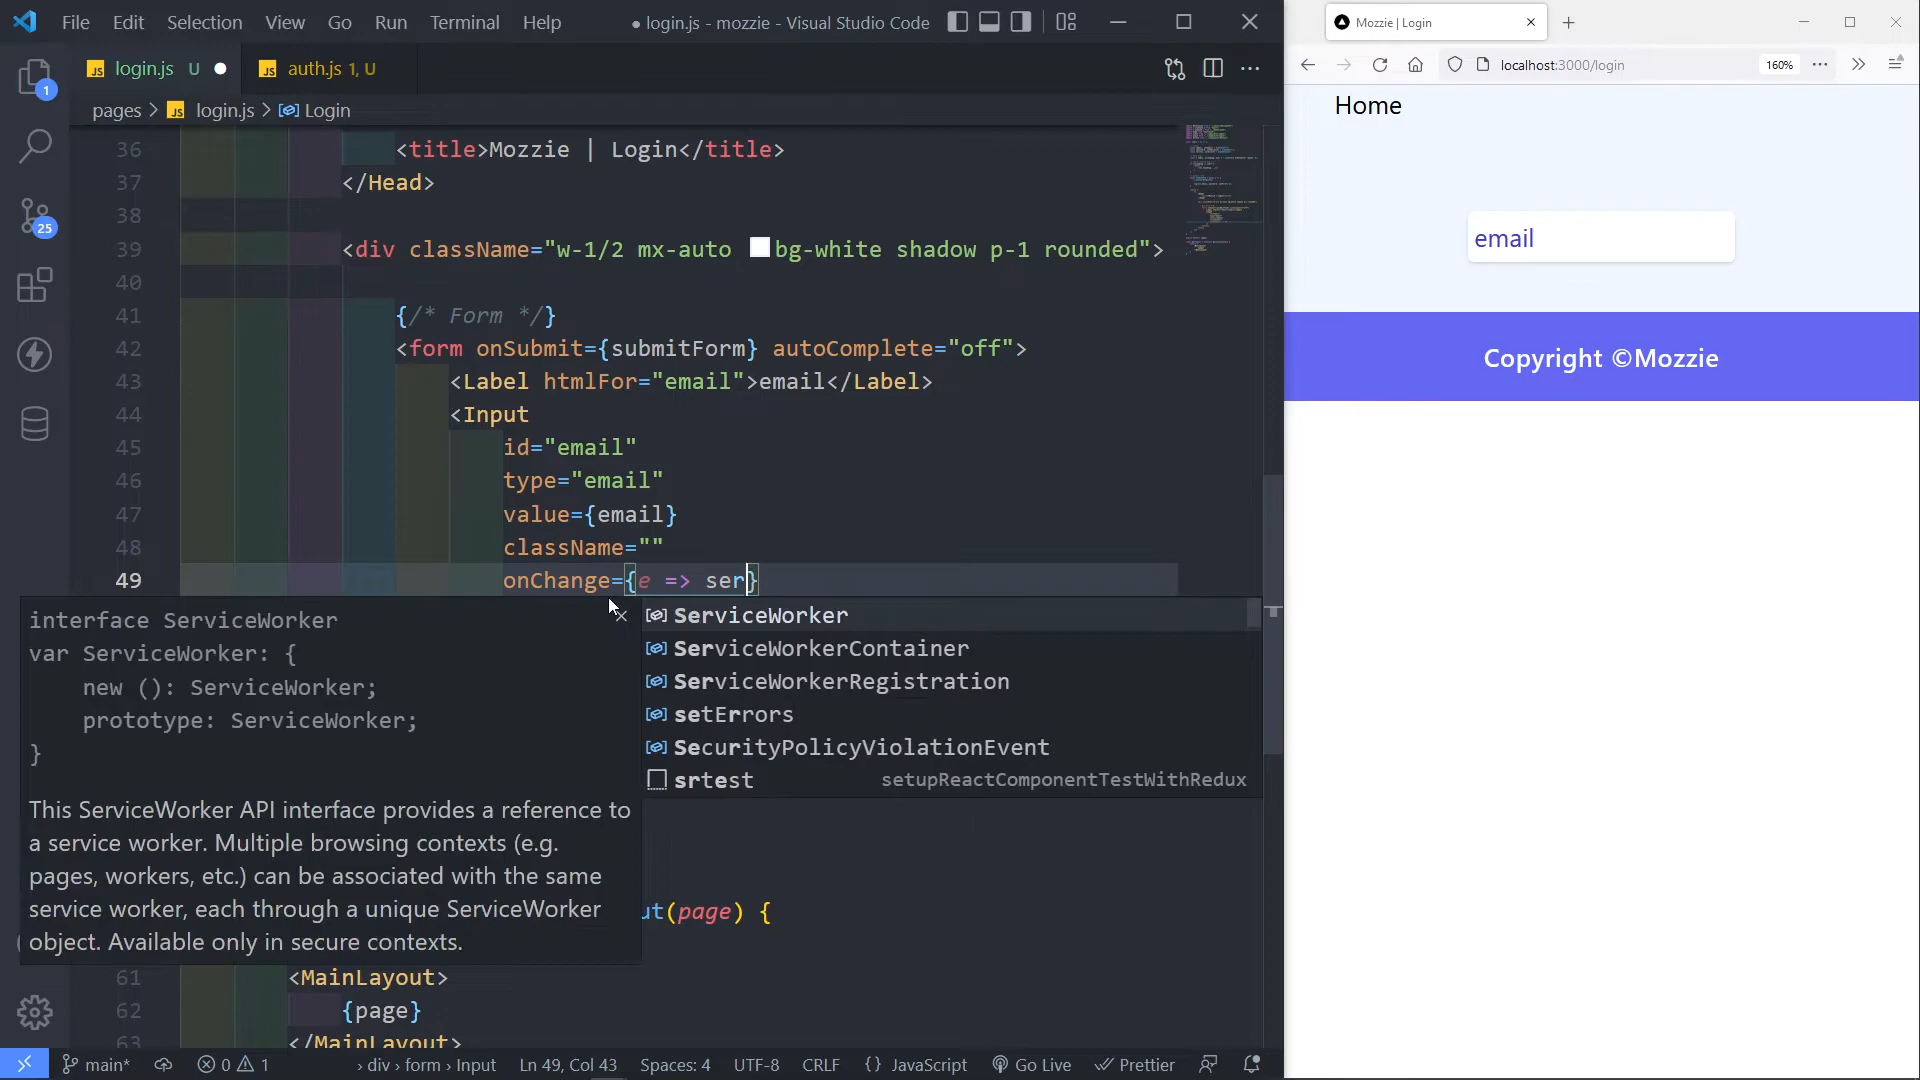 File Edit Selection View Go Run Terminal Help
● login.js - mozzie - Visual Studio Code
login.js U ●
auth.js 1, U
pages > login.js > Login
36 <title>Mozzie | Login</title>
37 </Head>
38
39 <div className="w-1/2 mx-auto bg-white shadow p-1 rounded">
40
41 {/* Form */}
42 <form onSubmit={submitForm} autoComplete="off">
43 <Label htmlFor="email">email</Label>
44 <Input
45 id="email"
46 type="email"
47 value={email}
48 className=""
49 onChange={e => ser}
interface ServiceWorker
var ServiceWorker: {
new (): ServiceWorker;
prototype: ServiceWorker;
}
This ServiceWorker API interface provides a reference to
a service worker. Multiple browsing contexts (e.g.
pages, workers, etc.) can be associated with the same
service worker, each through a unique ServiceWorker
object. Available only in secure contexts.
ServiceWorker
ServiceWorkerContainer
ServiceWorkerRegistration
setErrors
SecurityPolicyViolationEvent
srtest setupReactComponentTestWithRedux
ut(page) {
61 <MainLayout>
62 {page}
63 </MainLayout>
1
25
main* 0 1 › div › form › Input Ln 49, Col 43 Spaces: 4 UTF-8 CRLF {} JavaScript Go Live Prettier
Mozzie | Login
localhost:3000/login 160%
Home
email
Copyright ©Mozzie